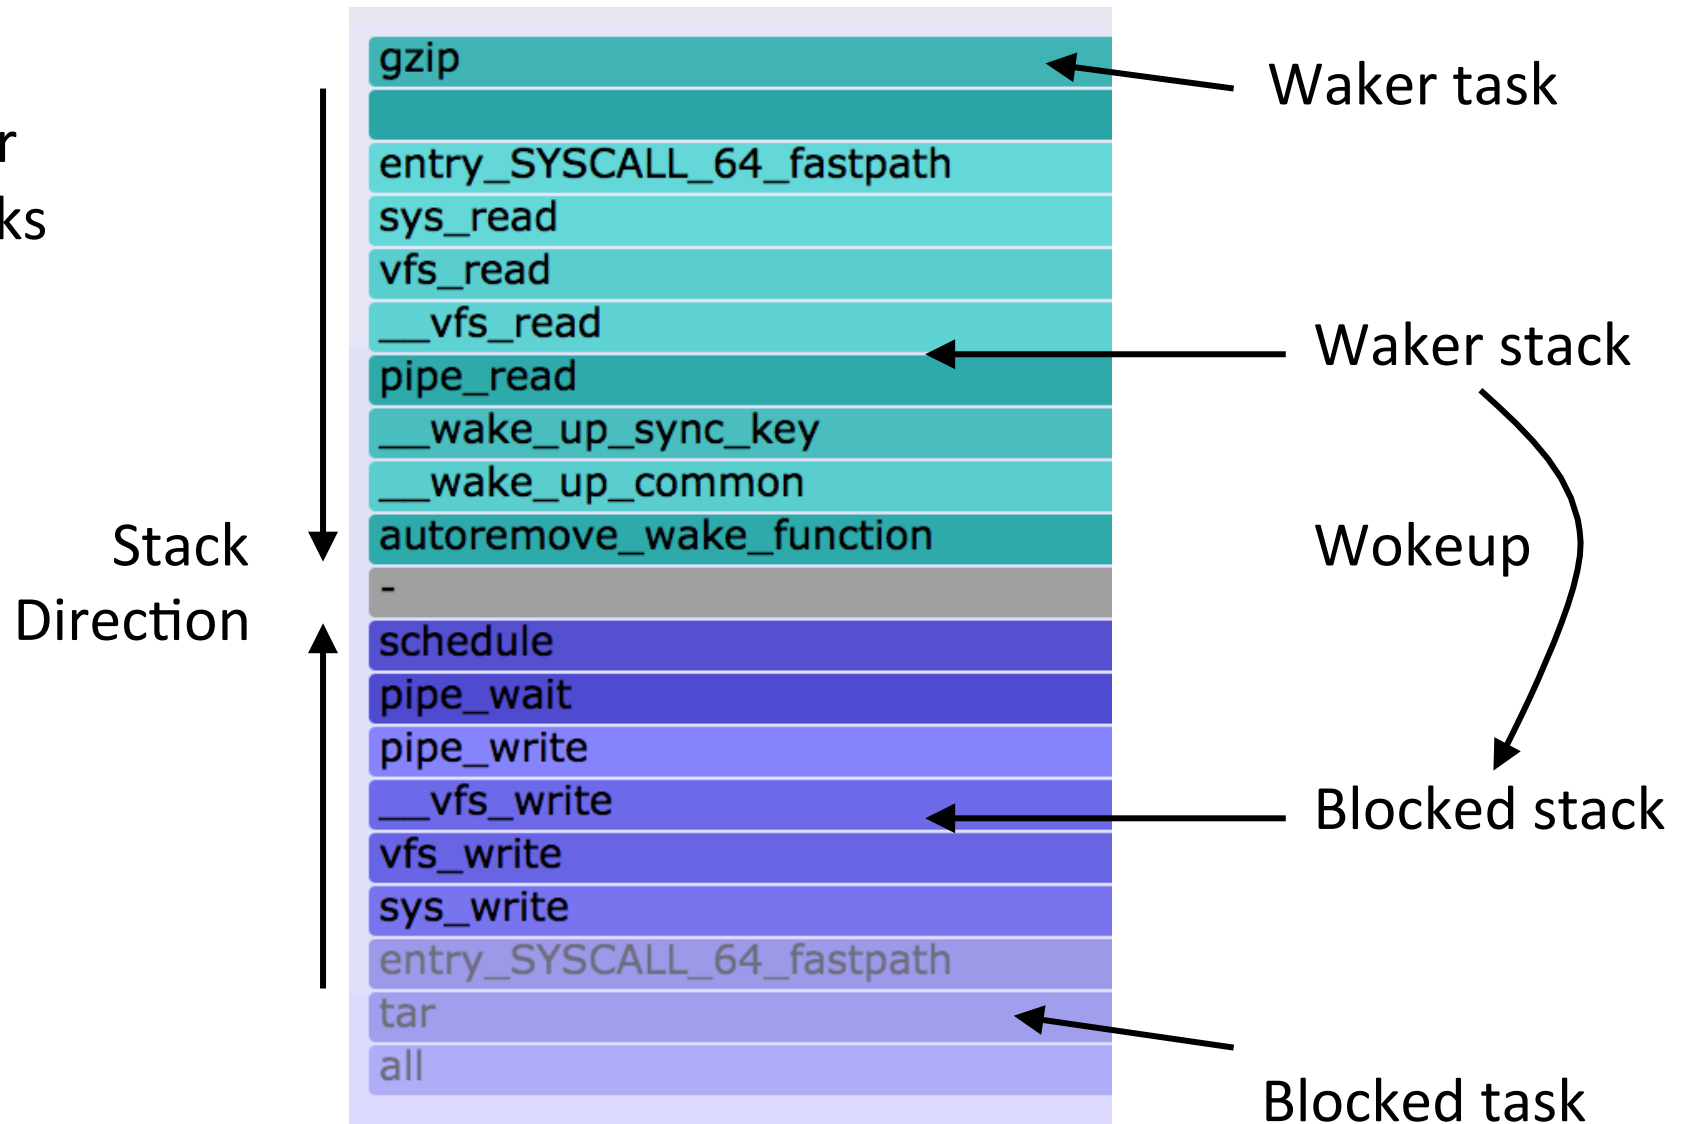 gzip
entry_SYSCALL_64_fastpath
sys_read
vfs_read
__vfs_read
pipe_read
__wake_up_sync_key
__wake_up_common
autoremove_wake_function
-
schedule
pipe_wait
pipe_write
__vfs_write
vfs_write
sys_write
entry_SYSCALL_64_fastpath
tar
all
r
ks
Stack
Direction
Waker task
Waker stack
Wokeup
Blocked stack
Blocked task